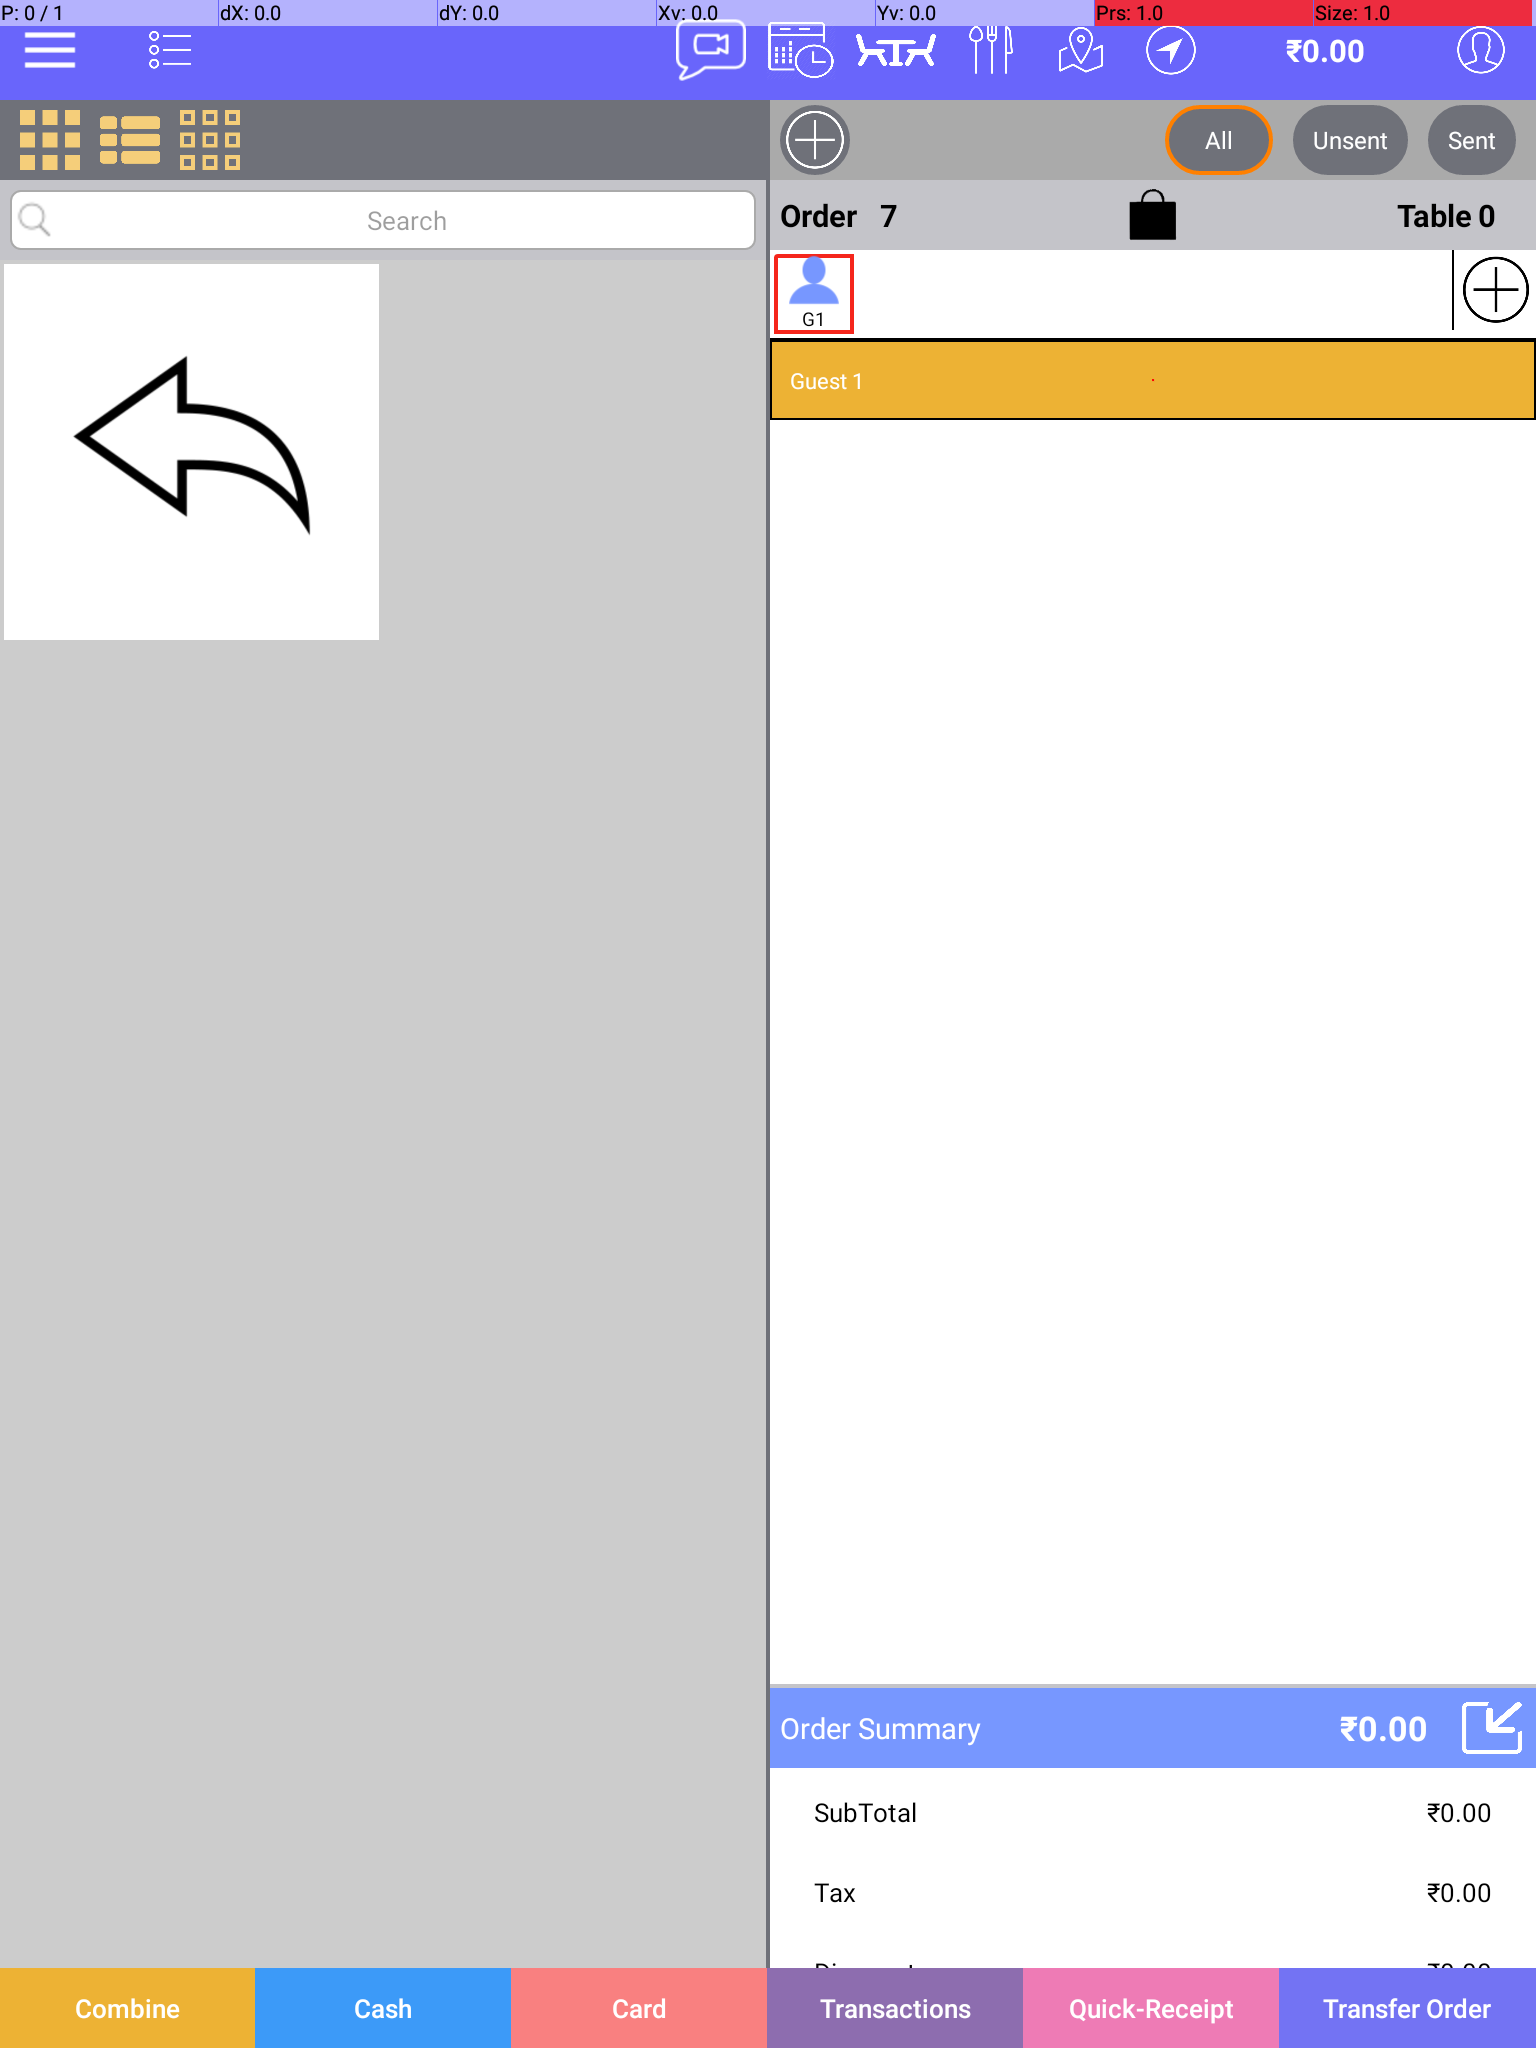 P: 0 / 1 dX: 0.0 dY: 0.0 Xv: 0.0 Yv: 0.0 Prs: 1.0 Size: 1.0
₹0.00
All Unsent Sent
Search
Order 7 Table 0
G1
Guest 1
Order Summary ₹0.00
SubTotal ₹0.00
Tax ₹0.00
Combine Cash Card Transactions Quick-Receipt Transfer Order